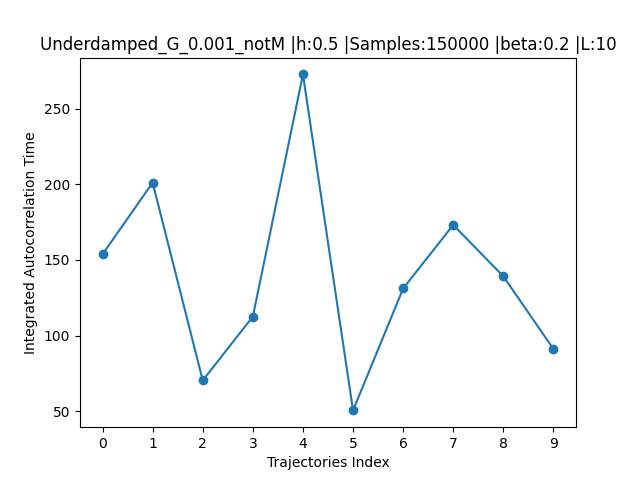 Underdamped_G_0.001_notM |h:0.5 |Samples:150000 |beta:0.2 |L:10
Integrated Autocorrelation Time
250
200
150
100
50
0 1 2 3 4 5 6 7 8 9
Trajectories Index